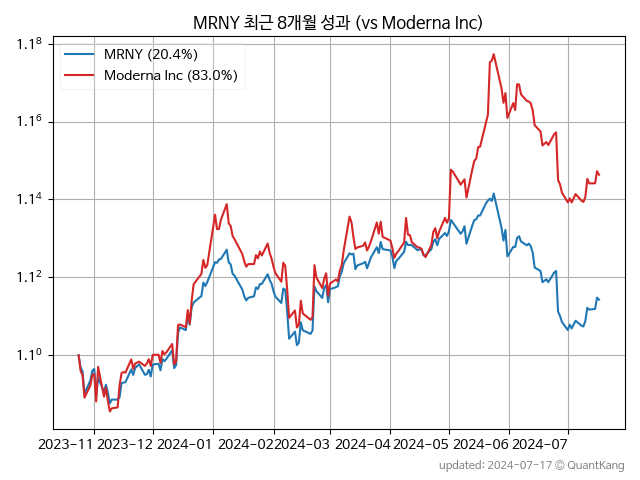 MRNY 최근 8개월 성과 (vs Moderna Inc)
MRNY (20.4%)
Moderna Inc (83.0%)
1.1⁸
1.1⁶
1.1⁴
1.1²
1.1⁰
2023-11 2023-12 2024-01 2024-02 2024-03 2024-04 2024-05 2024-06 2024-07
updated: 2024-07-17 © QuantKang